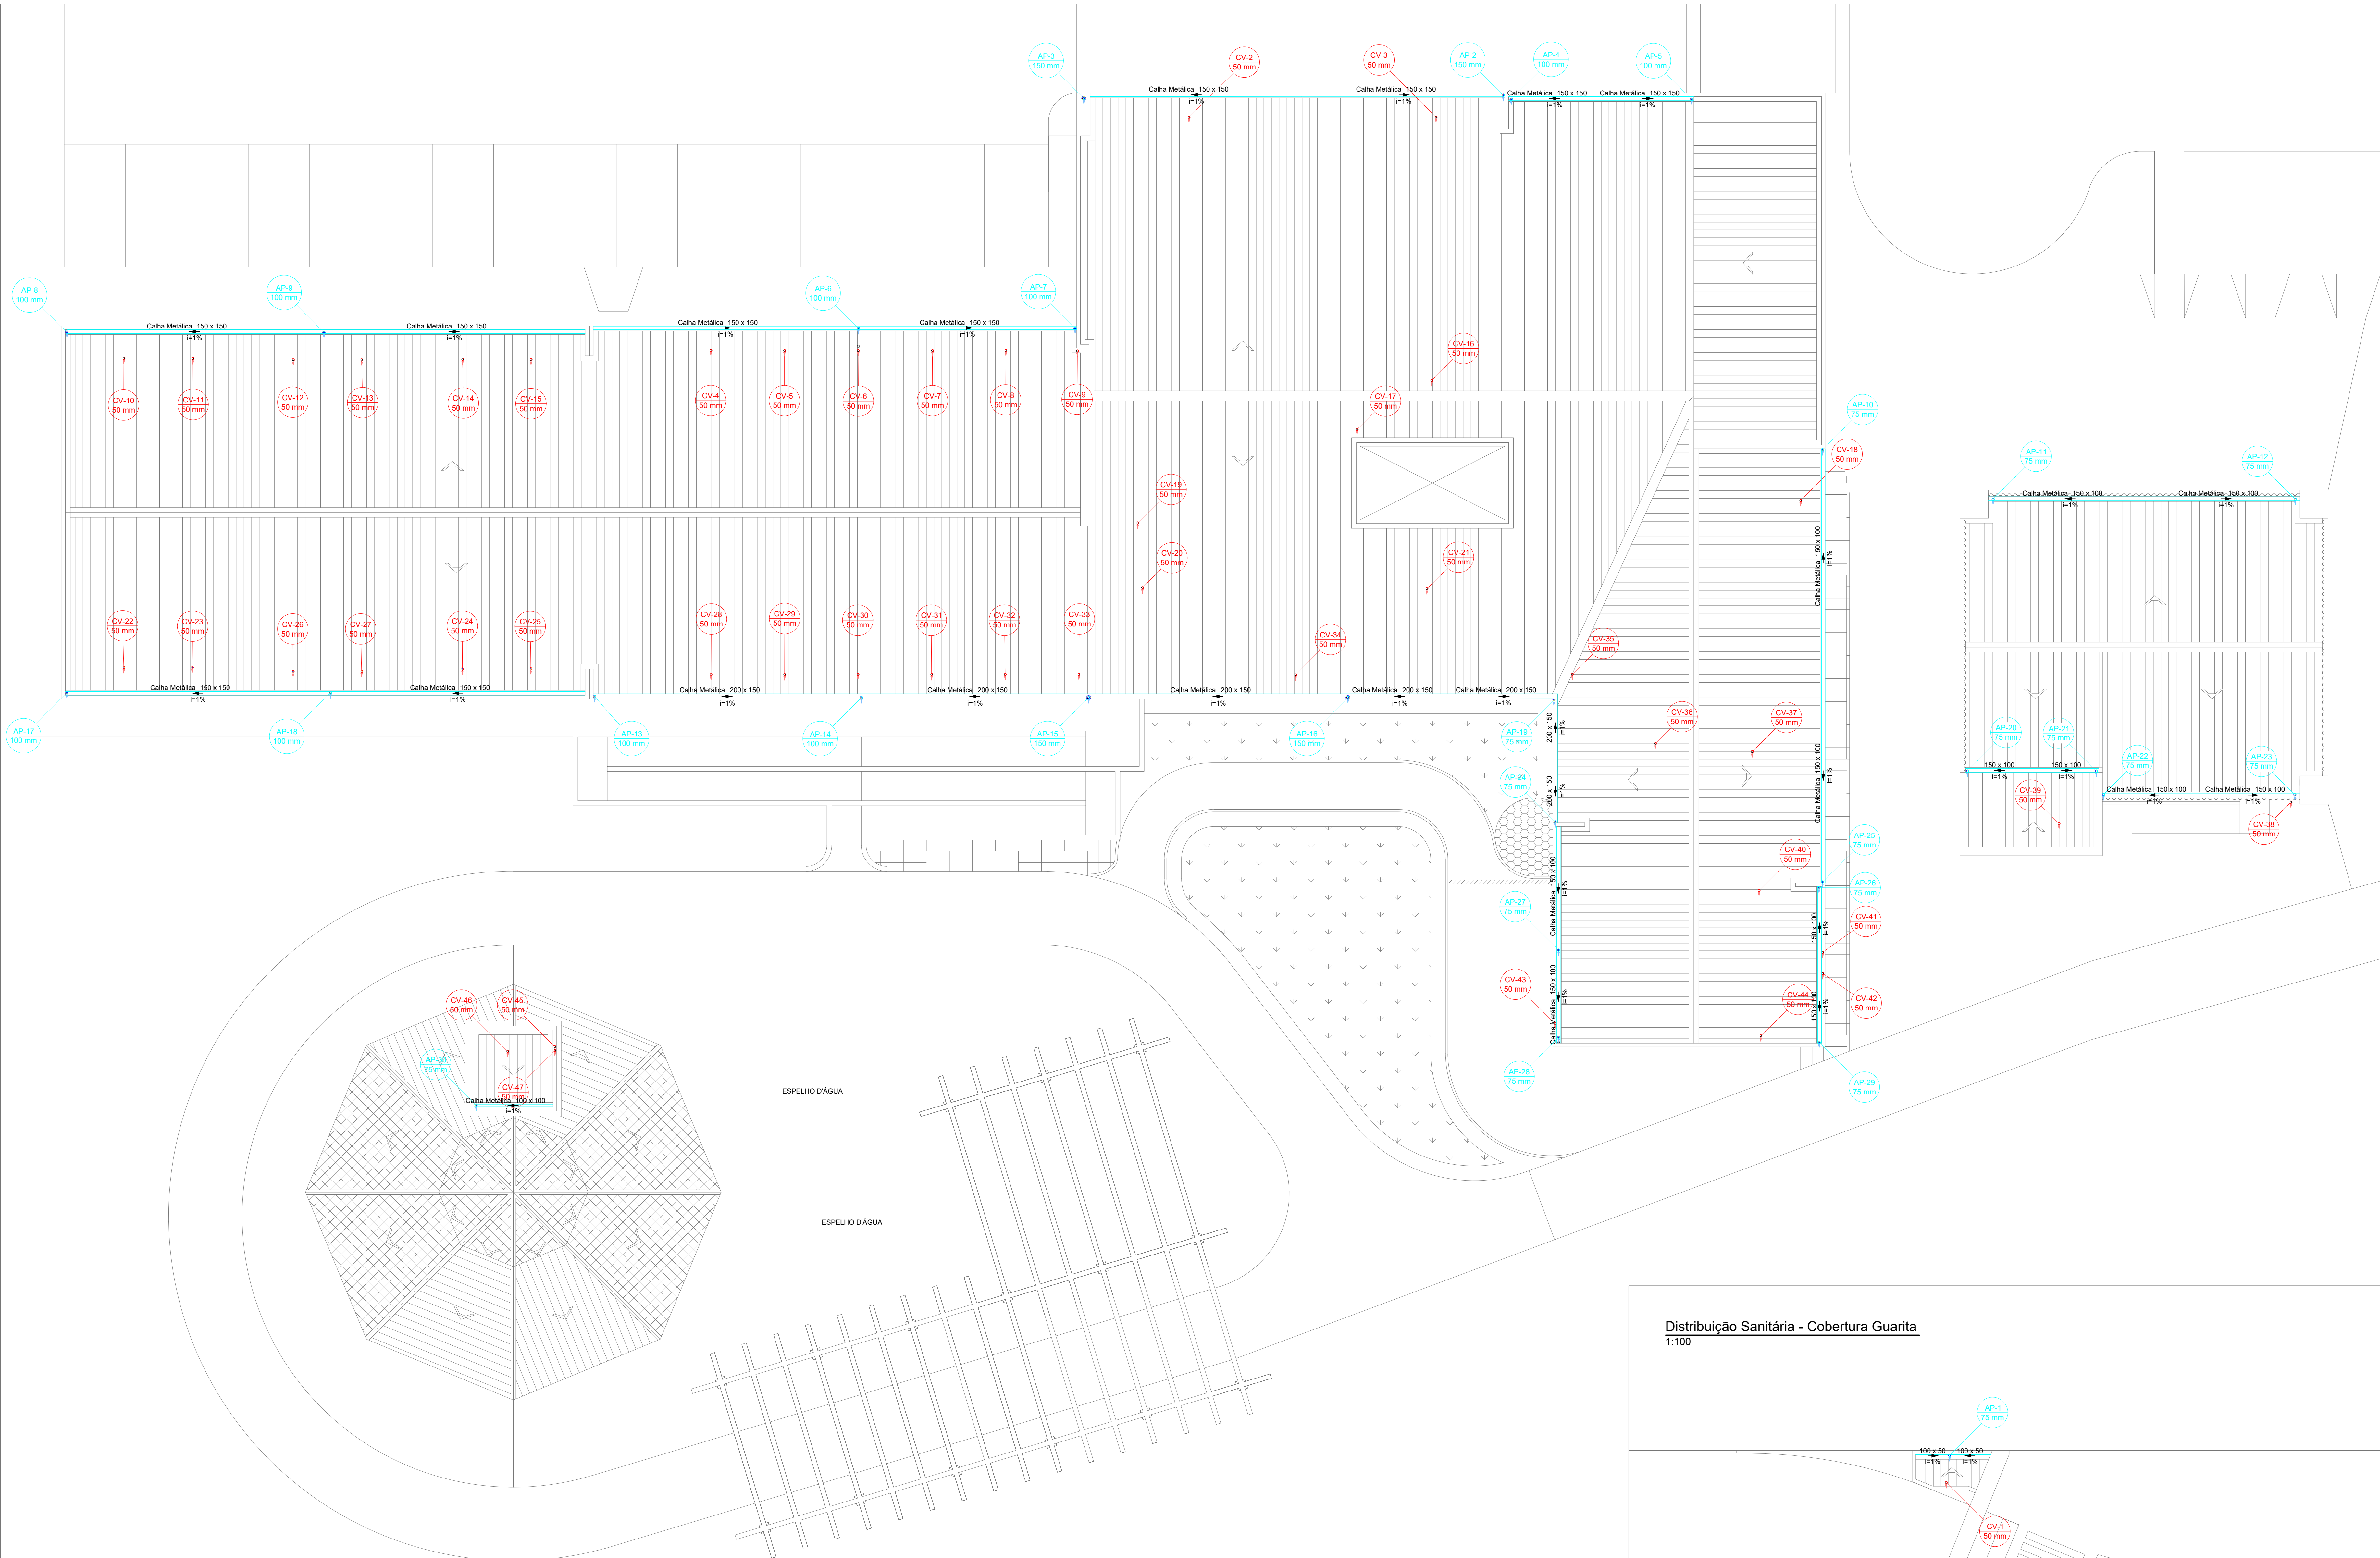 AP-3
150 mm
CV-2
50 mm
CV-3
50 mm
AP-2
150 mm
AP-4
100 mm
AP-5
100 mm
Calha Metálica 150 x 150
i=1%
Calha Metálica 150 x 150
i=1%
Calha Metálica 150 x 150
i=1%
Calha Metálica 150 x 150
i=1%
AP-8
100 mm
AP-9
100 mm
AP-6
100 mm
AP-7
100 mm
Calha Metálica 150 x 150
i=1%
Calha Metálica 150 x 150
i=1%
Calha Metálica 150 x 150
i=1%
Calha Metálica 150 x 150
i=1%
CV-16
50 mm
CV-10
50 mm
CV-11
50 mm
CV-12
50 mm
CV-13
50 mm
CV-14
50 mm
CV-15
50 mm
CV-4
50 mm
CV-5
50 mm
CV-6
50 mm
CV-7
50 mm
CV-8
50 mm
CV-9
50 mm
CV-17
50 mm
AP-10
75 mm
CV-18
50 mm
AP-11
75 mm
AP-12
75 mm
CV-19
50 mm
Calha Metálica 150 x 100
i=1%
Calha Metálica 150 x 100
i=1%
CV-20
50 mm
CV-21
50 mm
Calha Metálica 150 x 100
i=1%
CV-22
50 mm
CV-23
50 mm
CV-26
50 mm
CV-27
50 mm
CV-24
50 mm
CV-25
50 mm
CV-28
50 mm
CV-29
50 mm
CV-30
50 mm
CV-31
50 mm
CV-32
50 mm
CV-33
50 mm
CV-34
50 mm
CV-35
50 mm
Calha Metálica 150 x 150
i=1%
Calha Metálica 150 x 150
i=1%
Calha Metálica 200 x 150
i=1%
Calha Metálica 200 x 150
i=1%
Calha Metálica 200 x 150
i=1%
Calha Metálica 200 x 150
i=1%
Calha Metálica 200 x 150
i=1%
AP-17
100 mm
AP-18
100 mm
AP-13
100 mm
AP-14
100 mm
AP-15
150 mm
AP-16
150 mm
AP-19
75 mm
200 x 150
i=1%
CV-36
50 mm
CV-37
50 mm
AP-20
75 mm
AP-21
75 mm
AP-22
75 mm
AP-23
75 mm
150 x 100
i=1%
150 x 100
i=1%
AP-24
75 mm
200 x 150
i=1%
Calha Metálica 150 x 100
i=1%
CV-39
50 mm
Calha Metálica 150 x 100
i=1%
Calha Metálica 150 x 100
i=1%
CV-38
50 mm
CV-40
50 mm
AP-25
75 mm
AP-26
75 mm
Calha Metálica 150 x 100
i=1%
AP-27
75 mm
150 x 100
i=1%
CV-41
50 mm
CV-43
50 mm
Calha Metálica 150 x 100
i=1%
CV-44
50 mm
150 x 100
i=1%
CV-42
50 mm
CV-46
50 mm
CV-45
50 mm
75 mm
CV-47
50 mm
Calha Metálica 100 x 100
i=1%
AP-28
75 mm
AP-29
75 mm
ESPELHO D'ÁGUA
ESPELHO D'ÁGUA
Distribuição Sanitária - Cobertura Guarita
1:100
AP-1
75 mm
100 x 50
i=1%
100 x 50
i=1%
CV-1
50 mm